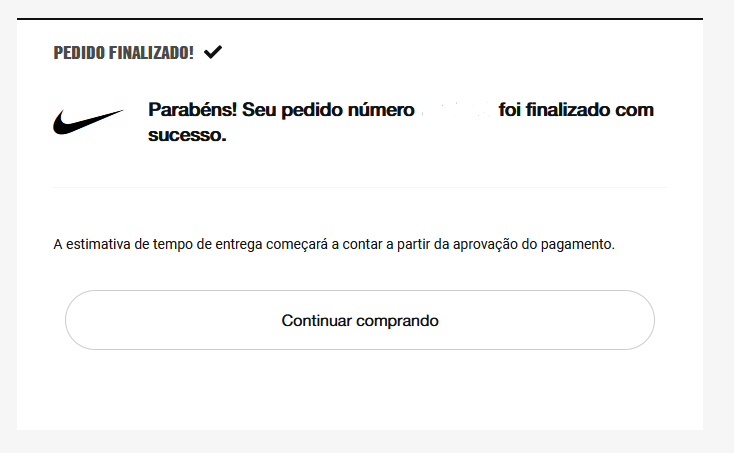 PEDIDO FINALIZADO!
Parabéns! Seu pedido número foi finalizado com
sucesso.
A estimativa de tempo de entrega começará a contar a partir da aprovação do pagamento.
Continuar comprando